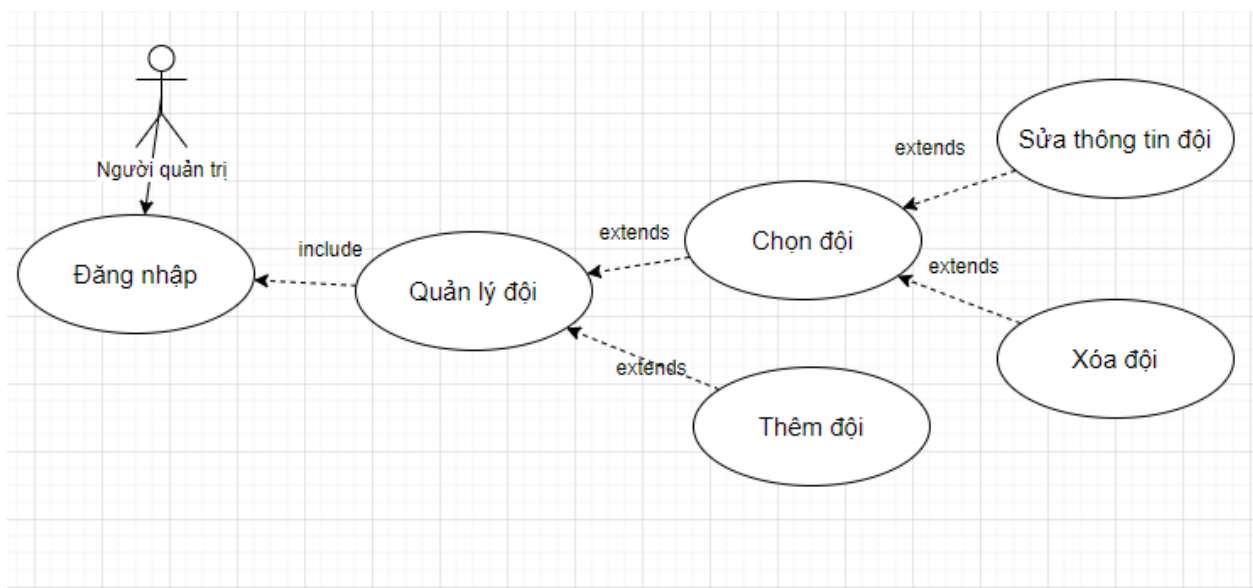 Người quản trị
Đăng nhập
include
Quản lý đội
extends
Chọn đội
extends
Sửa thông tin đội
extends
Xóa đội
extends
Thêm đội